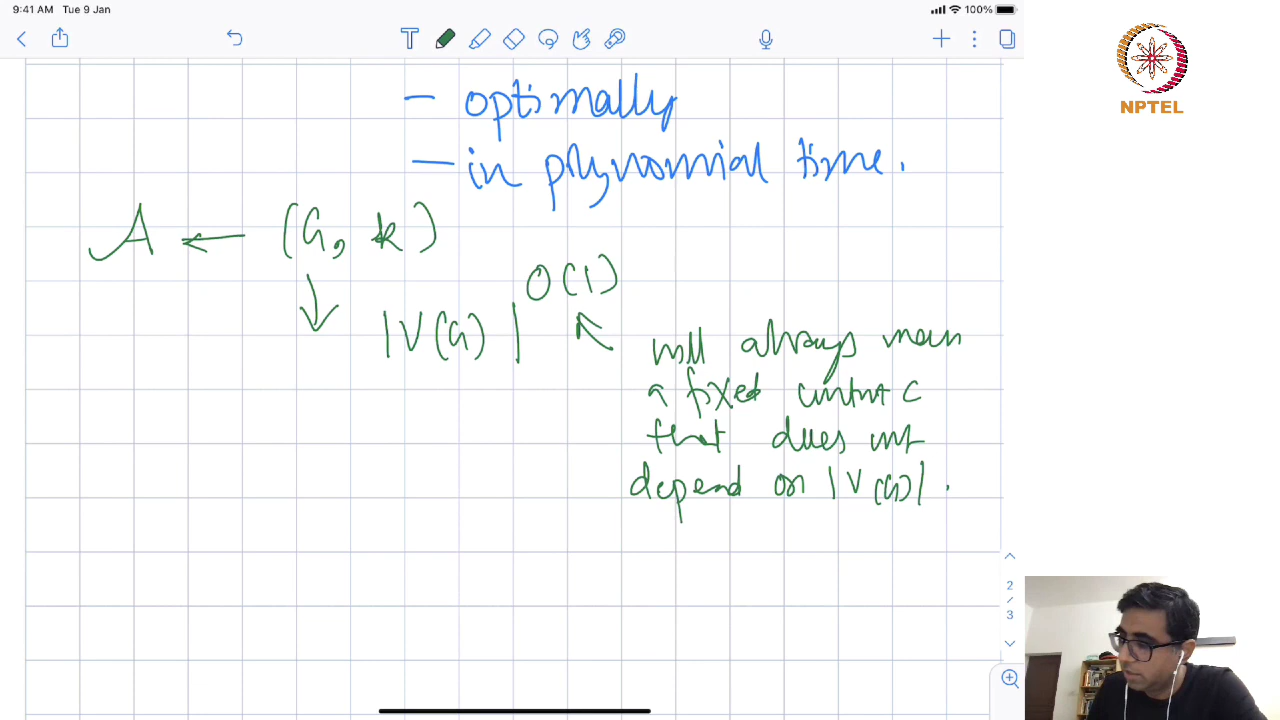 9:41 AM Tue 9 Jan
100%
NPTEL
- optimally
- in polynomial time.
A ← (G, k)
↓ |V(G)|^O(1)
will always mean
a fixed constant c
that does not
depend on |V(G)|.
2
3